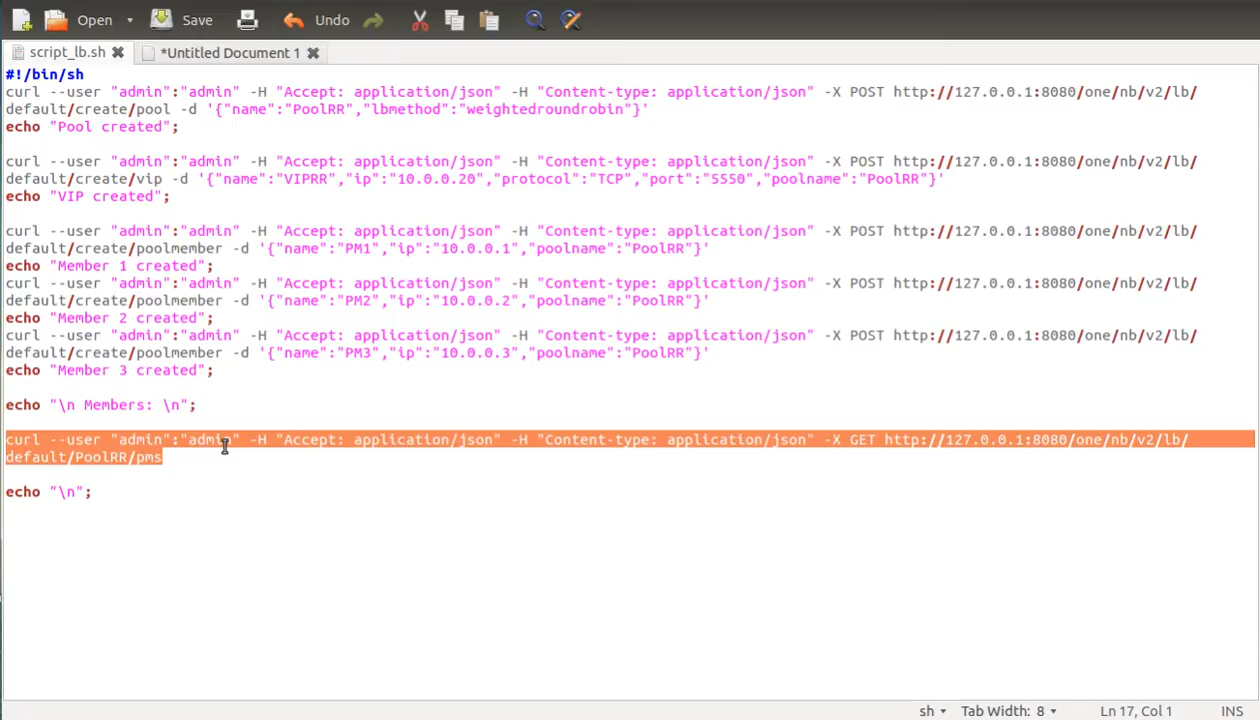 Open Save Undo
script_lb.sh *Untitled Document 1
#!/bin/sh
curl --user "admin":"admin" -H "Accept: application/json" -H "Content-type: application/json" -X POST http://127.0.0.1:8080/one/nb/v2/lb/
default/create/pool -d '{"name":"PoolRR","lbmethod":"weightedroundrobin"}'
echo "Pool created";
curl --user "admin":"admin" -H "Accept: application/json" -H "Content-type: application/json" -X POST http://127.0.0.1:8080/one/nb/v2/lb/
default/create/vip -d '{"name":"VIPRR","ip":"10.0.0.20","protocol":"TCP","port":"5550","poolname":"PoolRR"}'
echo "VIP created";
curl --user "admin":"admin" -H "Accept: application/json" -H "Content-type: application/json" -X POST http://127.0.0.1:8080/one/nb/v2/lb/
default/create/poolmember -d '{"name":"PM1","ip":"10.0.0.1","poolname":"PoolRR"}'
echo "Member 1 created";
curl --user "admin":"admin" -H "Accept: application/json" -H "Content-type: application/json" -X POST http://127.0.0.1:8080/one/nb/v2/lb/
default/create/poolmember -d '{"name":"PM2","ip":"10.0.0.2","poolname":"PoolRR"}'
echo "Member 2 created";
curl --user "admin":"admin" -H "Accept: application/json" -H "Content-type: application/json" -X POST http://127.0.0.1:8080/one/nb/v2/lb/
default/create/poolmember -d '{"name":"PM3","ip":"10.0.0.3","poolname":"PoolRR"}'
echo "Member 3 created";
echo "\n Members: \n";
curl --user "admin":"admin" -H "Accept: application/json" -H "Content-type: application/json" -X GET http://127.0.0.1:8080/one/nb/v2/lb/
default/PoolRR/pms
echo "\n";
sh Tab Width: 8 Ln 17, Col 1 INS